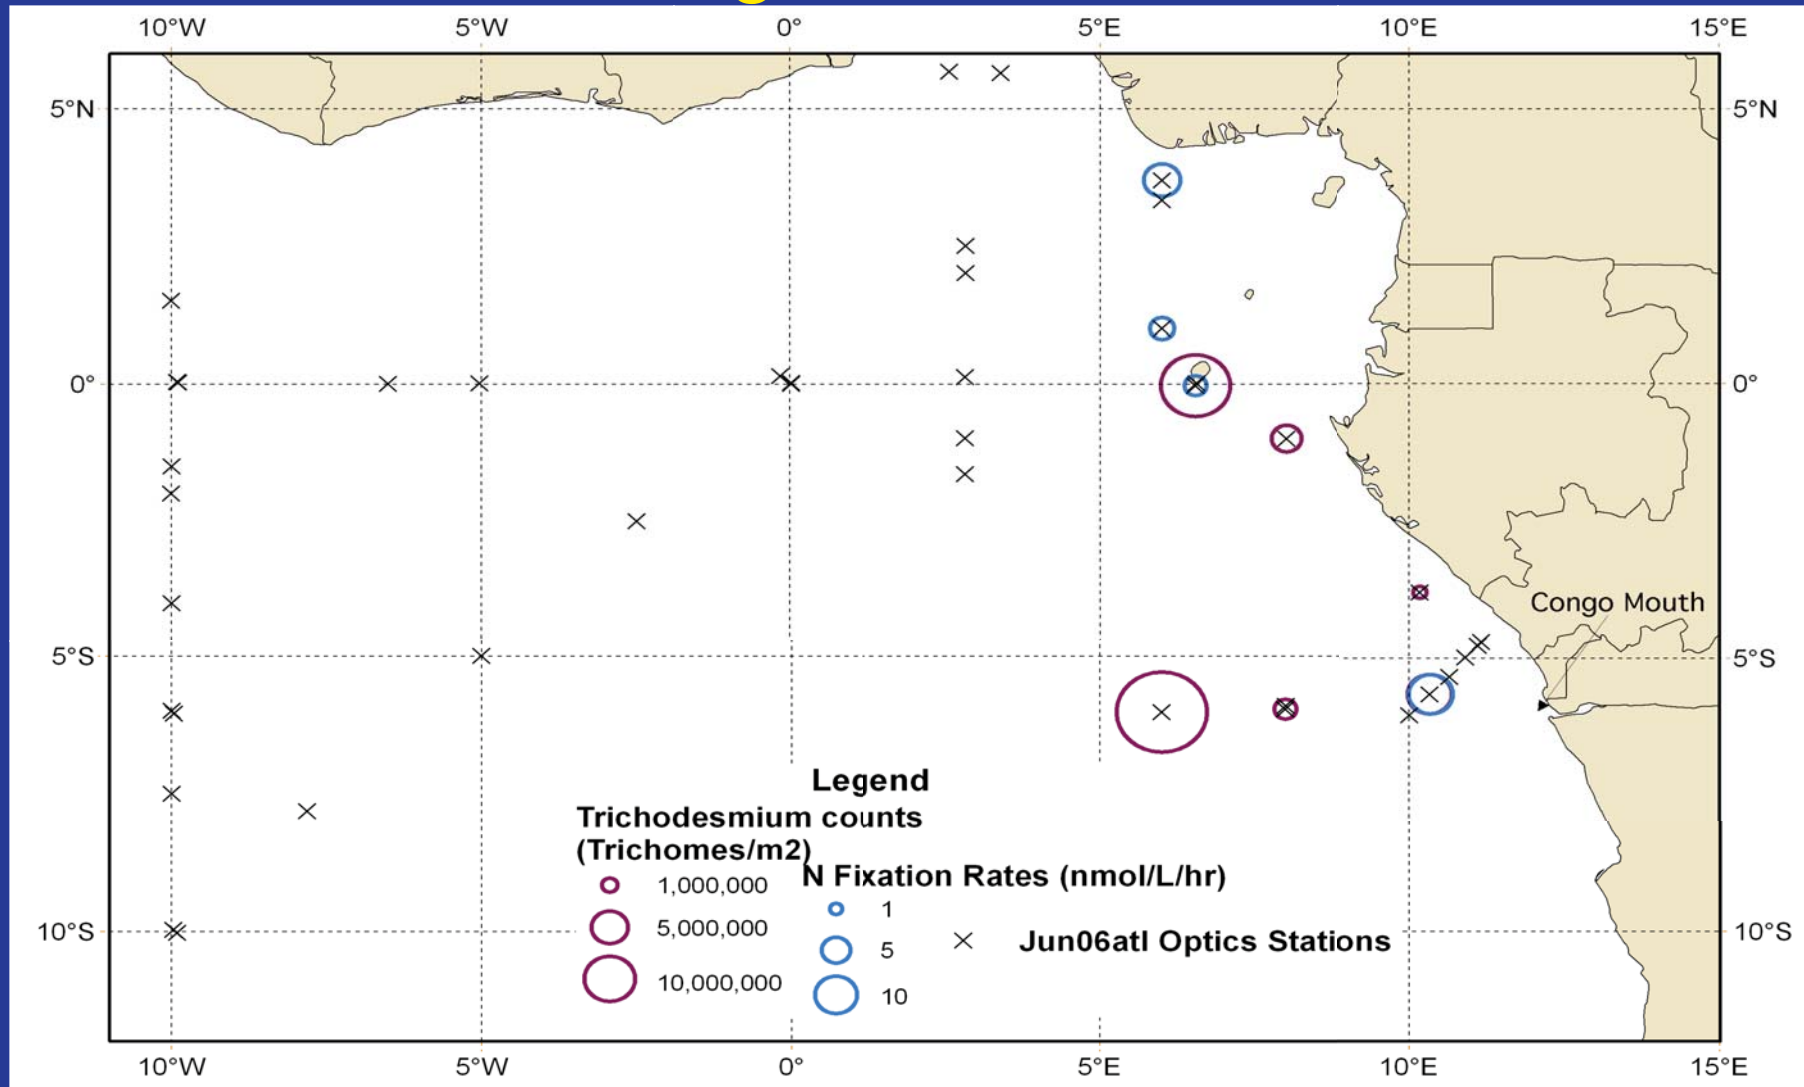 10°W 5°W 0° 5°E 10°E 15°E
5°N 5°N
0° 0°
Congo Mouth
5°S 5°S
Legend
Trichodesmium counts
(Trichomes/m2)
N Fixation Rates (nmol/L/hr)
1,000,000 1
5,000,000 5
10°S Jun06atl Optics Stations 10°S
10,000,000 10
10°W 5°W 0° 5°E 10°E 15°E